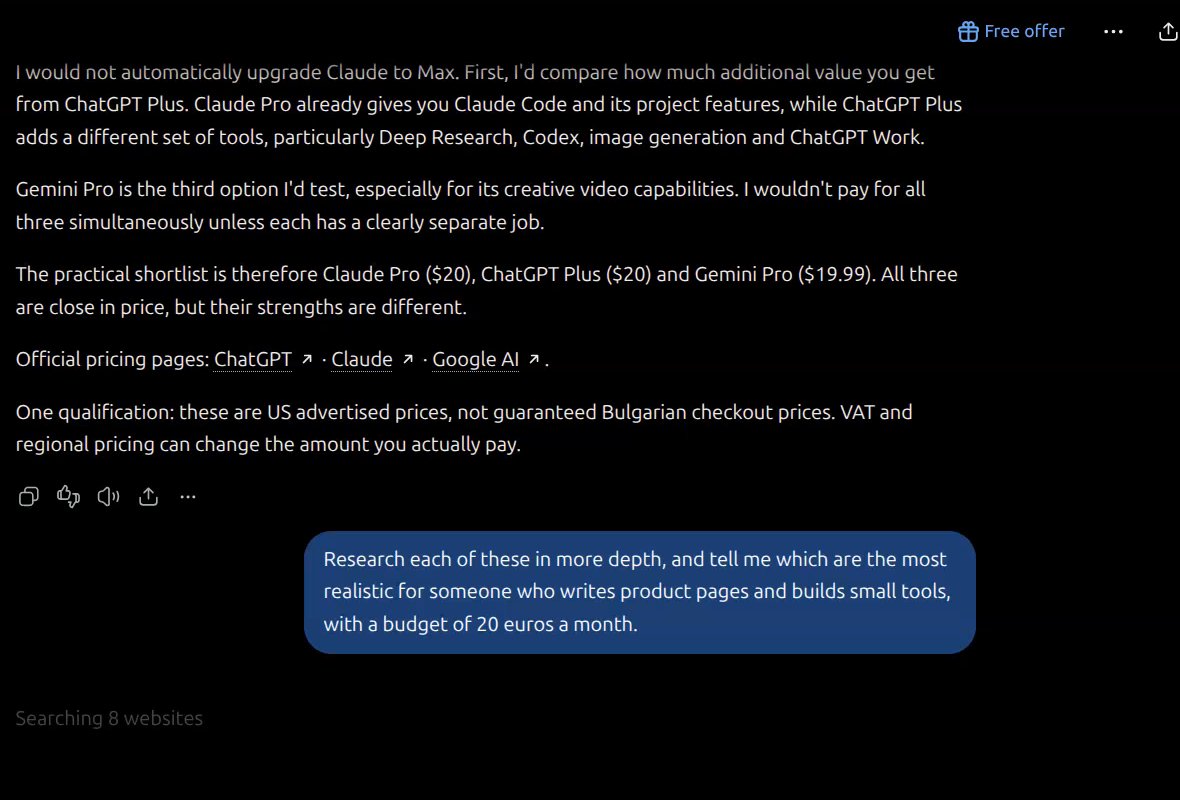 Free offer
I would not automatically upgrade Claude to Max. First, I'd compare how much additional value you get
from ChatGPT Plus. Claude Pro already gives you Claude Code and its project features, while ChatGPT Plus
adds a different set of tools, particularly Deep Research, Codex, image generation and ChatGPT Work.
Gemini Pro is the third option I'd test, especially for its creative video capabilities. I wouldn't pay for all
three simultaneously unless each has a clearly separate job.
The practical shortlist is therefore Claude Pro ($20), ChatGPT Plus ($20) and Gemini Pro ($19.99). All three
are close in price, but their strengths are different.
Official pricing pages: ChatGPT ↗ · Claude ↗ · Google AI ↗ .
One qualification: these are US advertised prices, not guaranteed Bulgarian checkout prices. VAT and
regional pricing can change the amount you actually pay.
Research each of these in more depth, and tell me which are the most
realistic for someone who writes product pages and builds small tools,
with a budget of 20 euros a month.
Searching 8 websites